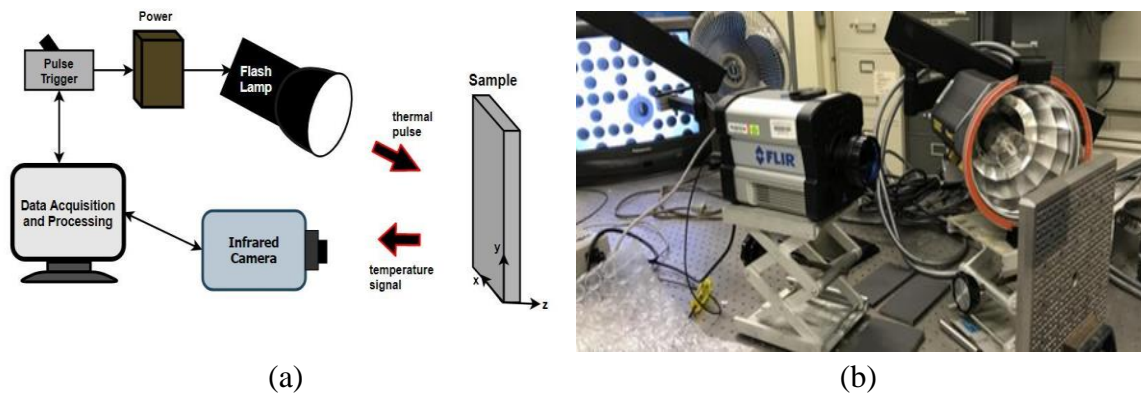 Power
Pulse
Trigger
Flash
Lamp
Sample
thermal
pulse
Data Acquisition
and Processing
Infrared
Camera
temperature
signal
y
x
z
FLIR
(a)
(b)